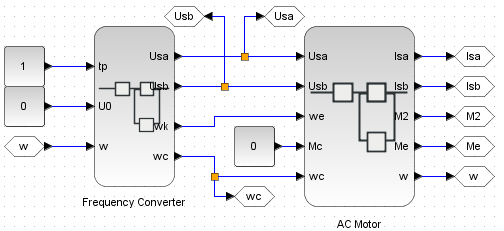 Usb
Usa
1
tp
Usa
Usa
Isa
Isa
Usb
Usb
Isb
Isb
0
U0
wk
we
M2
M2
w
w
0
Mc
Me
Me
wc
wc
w
w
wc
Frequency Converter
AC Motor